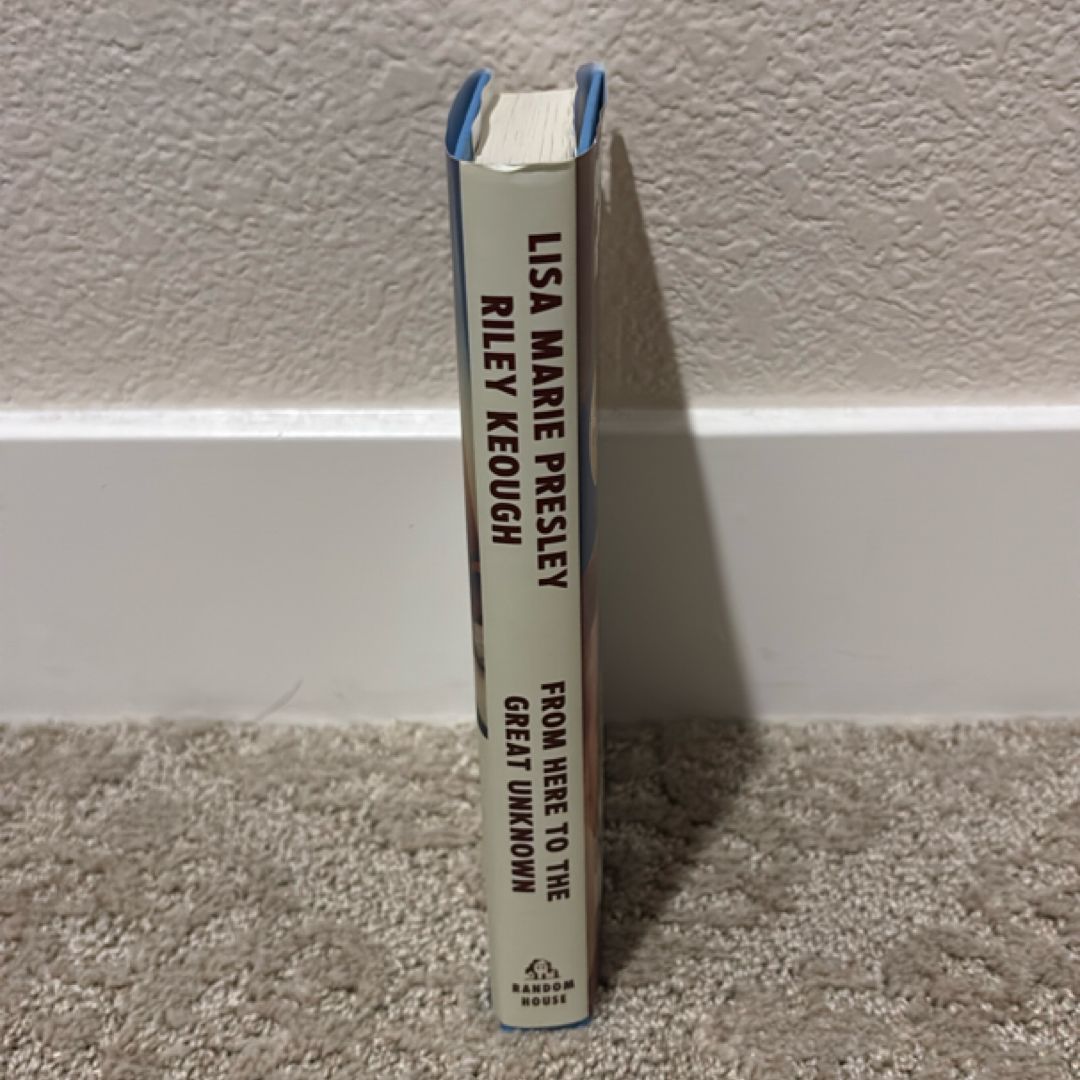 LISA MARIE PRESLEY
RILEY KEOUGH
FROM HERE TO THE
GREAT UNKNOWN
RANDOM
HOUSE